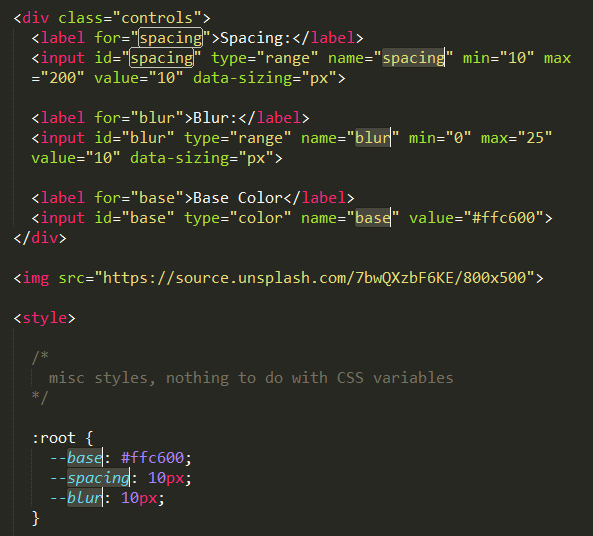 <div class="controls">
<label for="spacing">Spacing:</label>
<input id="spacing" type="range" name="spacing" min="10" max
="200" value="10" data-sizing="px">
<label for="blur">Blur:</label>
<input id="blur" type="range" name="blur" min="0" max="25"
value="10" data-sizing="px">
<label for="base">Base Color</label>
<input id="base" type="color" name="base" value="#ffc600">
</div>
<img src="https://source.unsplash.com/7bwQXzbF6KE/800x500">
<style>
/*
misc styles, nothing to do with CSS variables
*/
:root {
--base: #ffc600;
--spacing: 10px;
--blur: 10px;
}